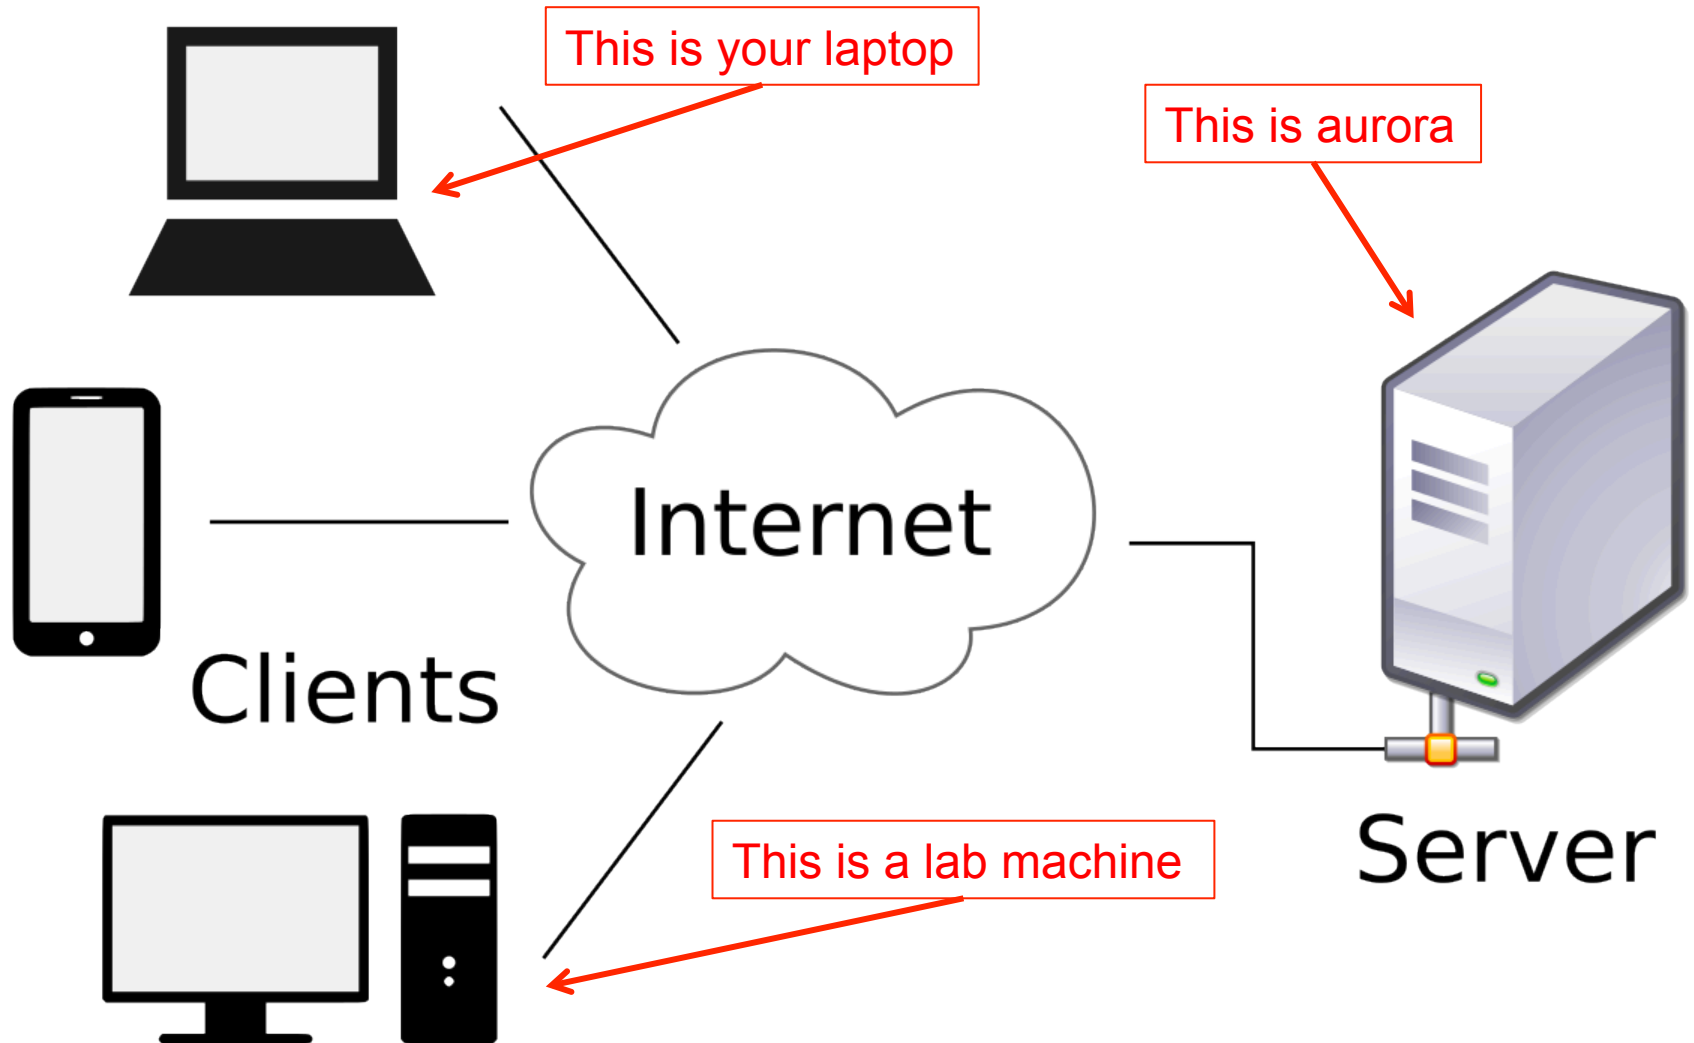 This is your laptop
This is aurora
Internet
Clients
This is a lab machine
Server